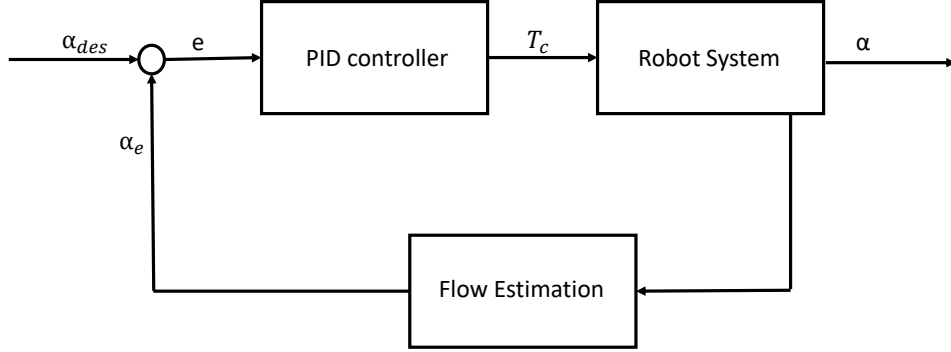 α_des
e
PID controller
T_c
Robot System
α
α_e
Flow Estimation